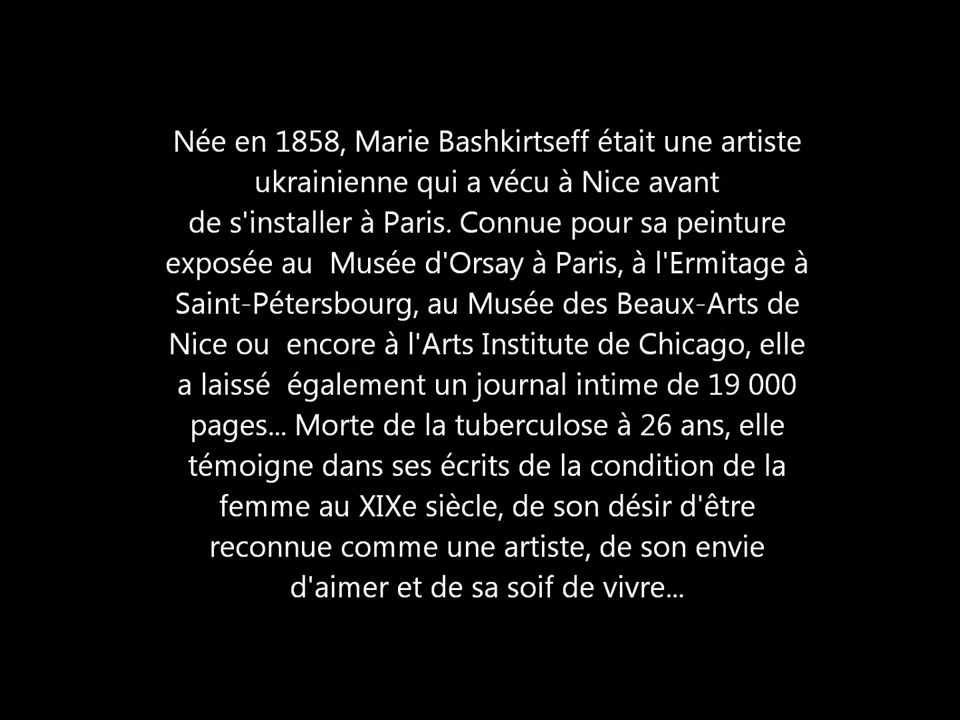 Née en 1858, Marie Bashkirtseff était une artiste
ukrainienne qui a vécu à Nice avant
de s'installer à Paris. Connue pour sa peinture
exposée au  Musée d'Orsay à Paris, à l'Ermitage à
Saint-Pétersbourg, au Musée des Beaux-Arts de
Nice ou  encore à l'Arts Institute de Chicago, elle
a laissé  également un journal intime de 19 000
pages... Morte de la tuberculose à 26 ans, elle
témoigne dans ses écrits de la condition de la
femme au XIXe siècle, de son désir d'être
reconnue comme une artiste, de son envie
d'aimer et de sa soif de vivre...